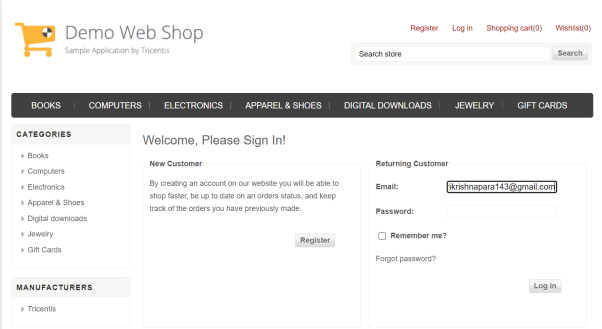 Demo Web Shop
Sample Application by Tricentis
Register Log in Shopping cart(0) Wishlist(0)
Search store Search
BOOKS COMPUTERS ELECTRONICS APPAREL & SHOES DIGITAL DOWNLOADS JEWELRY GIFT CARDS
CATEGORIES
Books
Computers
Electronics
Apparel & Shoes
Digital downloads
Jewelry
Gift Cards
MANUFACTURERS
Tricentis
Welcome, Please Sign In!
New Customer
By creating an account on our website you will be able to
shop faster, be up to date on an orders status, and keep
track of the orders you have previously made.
Register
Returning Customer
Email: ikrishnapara143@gmail.com
Password:
Remember me?
Forgot password?
Log in